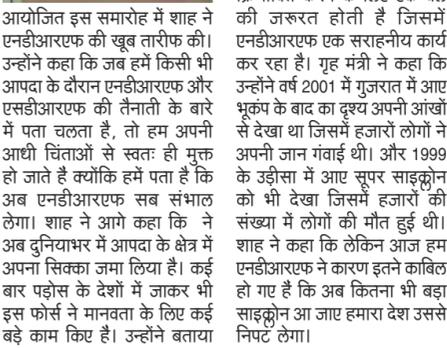 आयोजित इस समारोह में शाह ने
एनडीआरएफ की खूब तारीफ की।
उन्होंने कहा कि जब हमें किसी भी
आपदा के दौरान एनडीआरएफ और
एसडीआरएफ की तैनाती के बारे
में पता चलता है, तो हम अपनी
आधी चिंताओं से स्वतः ही मुक्त
हो जाते है क्योंकि हमें पता है कि
अब एनडीआरएफ सब संभाल
लेगा। शाह ने आगे कहा कि ने
अब दुनियाभर में आपदा के क्षेत्र में
अपना सिक्का जमा लिया है। कई
बार पड़ोस के देशों में जाकर भी
इस फोर्स ने मानवता के लिए कई
बड़े काम किए है। उन्होंने बताया
की जरूरत होती है जिसमें
एनडीआरएफ एक सराहनीय कार्य
कर रहा है। गृह मंत्री ने कहा कि
उन्होंने वर्ष 2001 में गुजरात में आए
भूकंप के बाद का दृश्य अपनी आंखों
से देखा था जिसमें हजारों लोगों ने
अपनी जान गंवाई थी। और 1999
के उड़ीसा में आए सूपर साइक्लोन
को भी देखा जिसमें हजारों की
संख्या में लोगों की मौत हुई थी।
शाह ने कहा कि लेकिन आज हम
एनडीआरएफ ने कारण इतने काबिल
हो गए है कि अब कितना भी बड़ा
साइक्लोन आ जाए हमारा देश उससे
निपट लेगा।